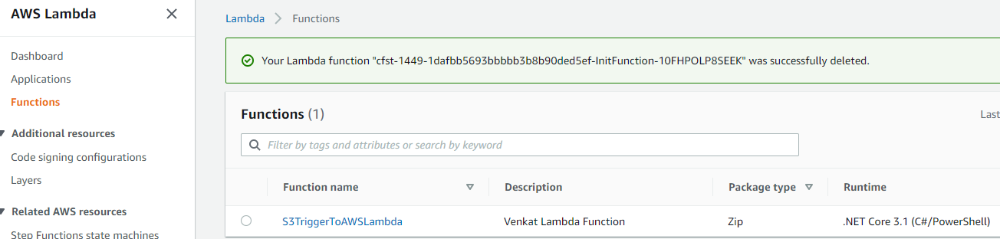 AWS Lambda
Lambda > Functions
Your Lambda function "cfst-1449-1dafbb5693bbbbb3b8b90ded5ef-InitFunction-10FHPOLP8SEEK" was successfully deleted.
Dashboard
Applications
Functions
Additional resources
Code signing configurations
Layers
Related AWS resources
Step Functions state machines
Functions (1)
Last
Filter by tags and attributes or search by keyword
Function name Description Package type Runtime
S3TriggerToAWSLambda Venkat Lambda Function Zip .NET Core 3.1 (C#/PowerShell)